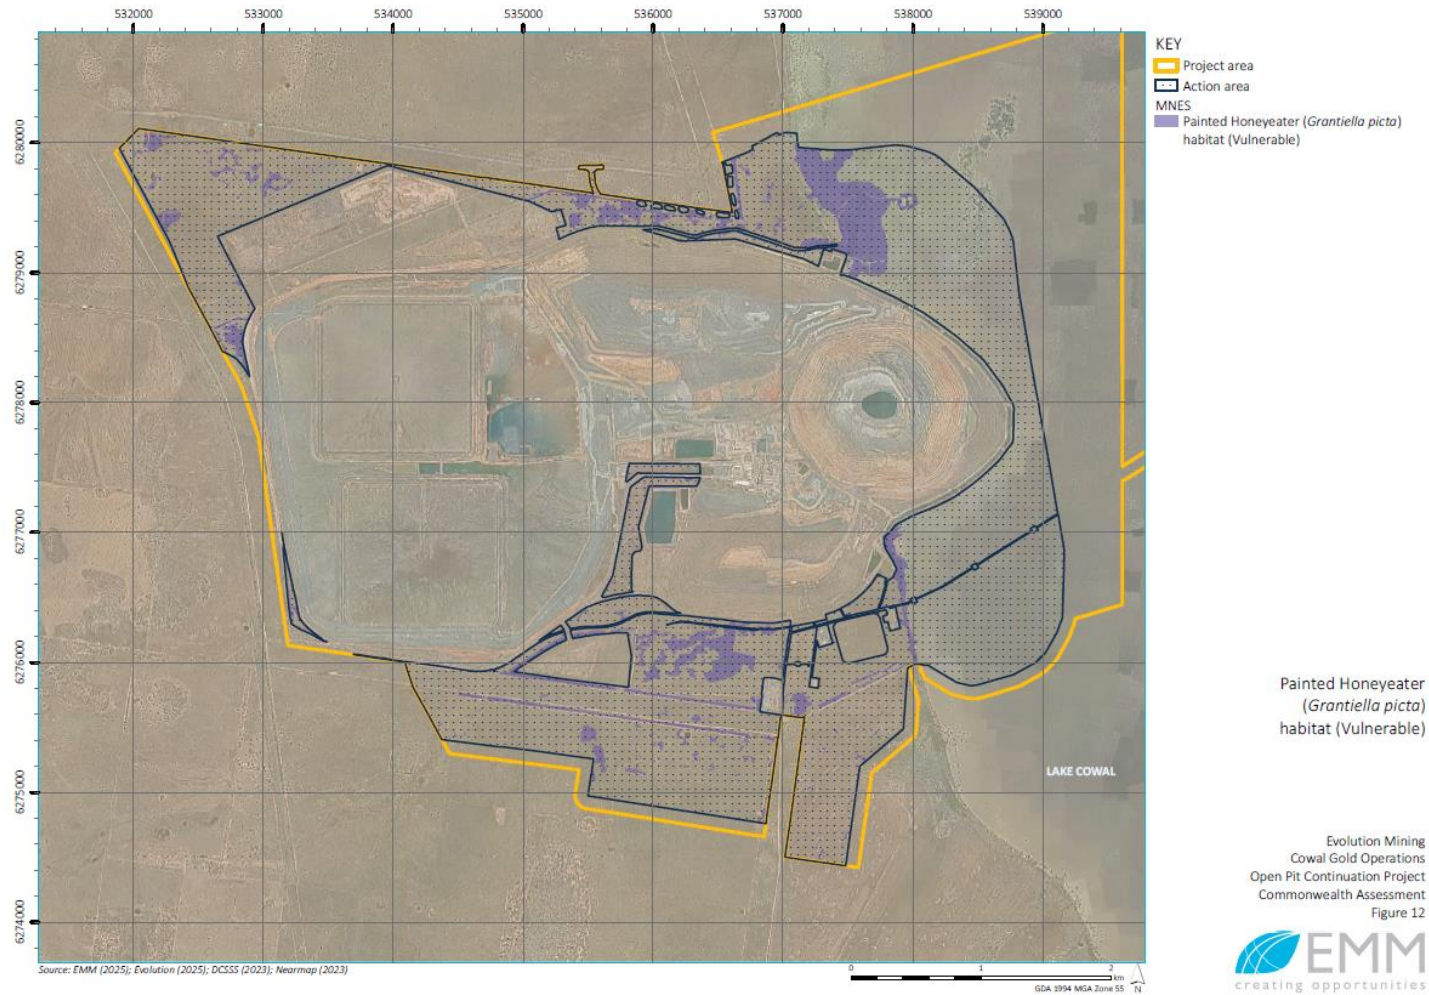 532000 533000 534000 535000 536000 537000 538000 539000
6280000
6279000
6278000
6277000
6276000
6275000
6274000
LAKE COWAL
KEY
Project area
Action area
MNES
Painted Honeyeater (Grantiella picta)
habitat (Vulnerable)
Painted Honeyeater
(Grantiella picta)
habitat (Vulnerable)
Evolution Mining
Cowal Gold Operations
Open Pit Continuation Project
Commonwealth Assessment
Figure 12
EMM
creating opportunities
Source: EMM (2025); Evolution (2025); DCSSS (2023); Nearmap (2023)
0 1 2
km
GDA 1994 MGA Zone 55 N